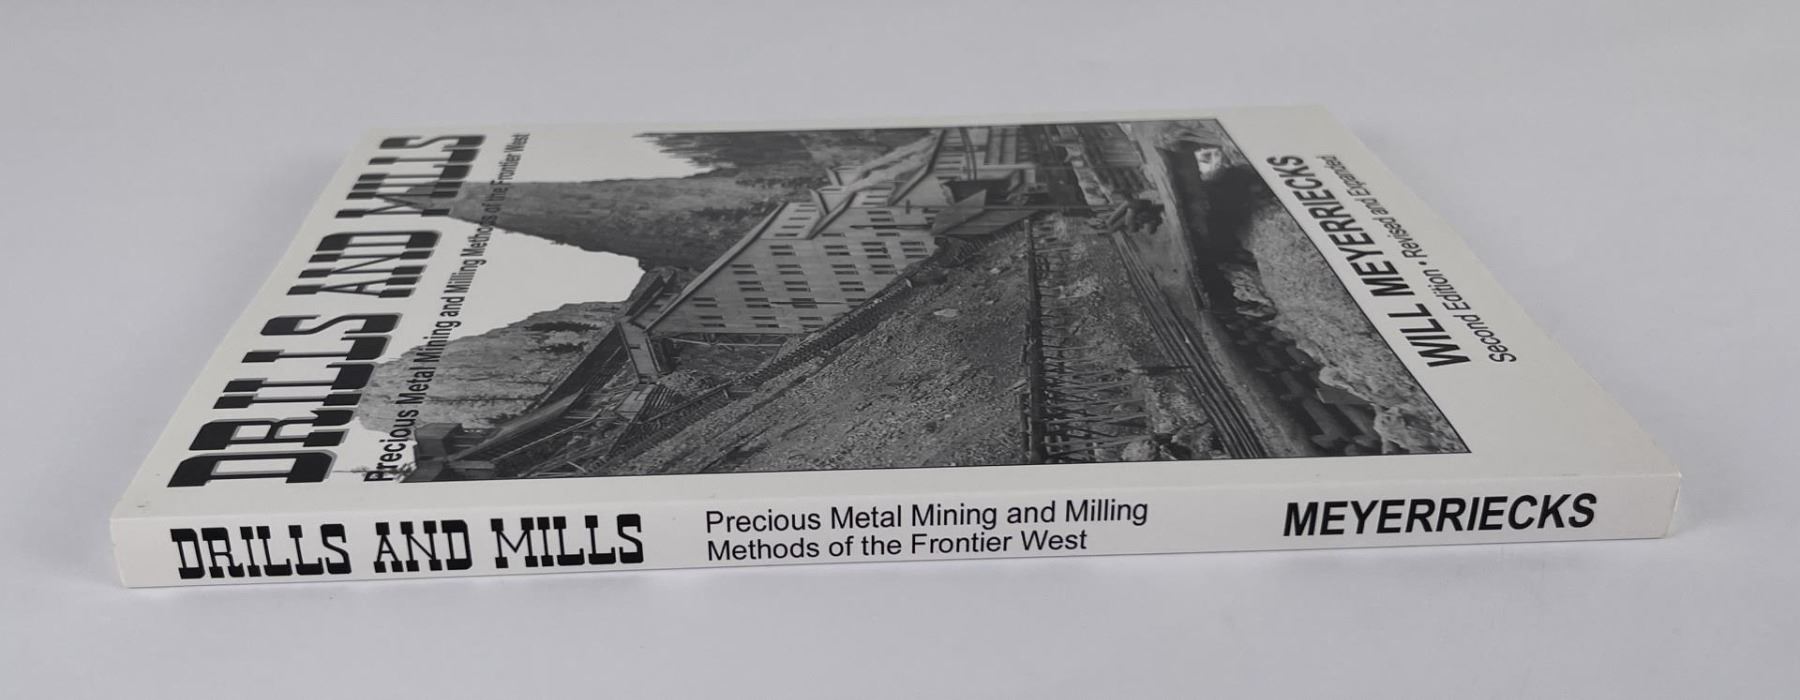 DRILLS AND MILLS
Precious Metal Mining and Milling Methods of the Frontier West
WILL MEYERRIECKS
Second Edition • Revised and Expanded
DRILLS AND MILLS
Precious Metal Mining and Milling
Methods of the Frontier West
MEYERRIECKS